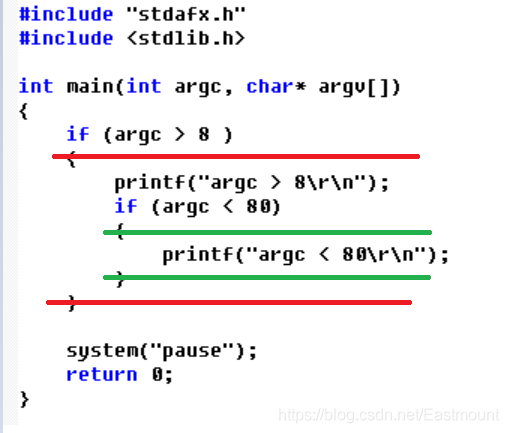 #include "stdafx.h"
#include <stdlib.h>
int main(int argc, char* argv[])
{
if (argc > 8 )
{
printf("argc > 8\r\n");
if (argc < 80)
{
printf("argc < 80\r\n");
}
}
system("pause");
return 0;
}
https://blog.csdn.net/Eastmount